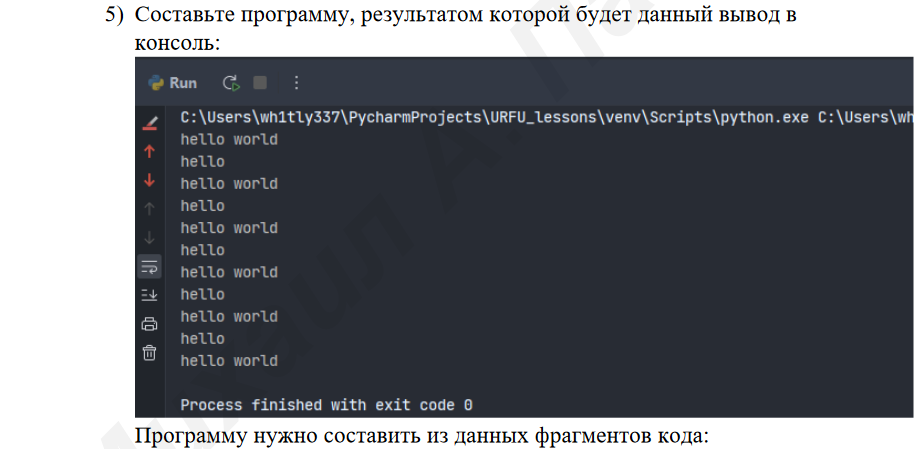 5) Составьте программу, результатом которой будет данный вывод в
консоль:
Run
C:\Users\wh1tly337\PycharmProjects\URFU_lessons\venv\Scripts\python.exe C:\Users\wh
hello world
hello
hello world
hello
hello world
hello
hello world
hello
hello world
hello
hello world
Process finished with exit code 0
Программу нужно составить из данных фрагментов кода: